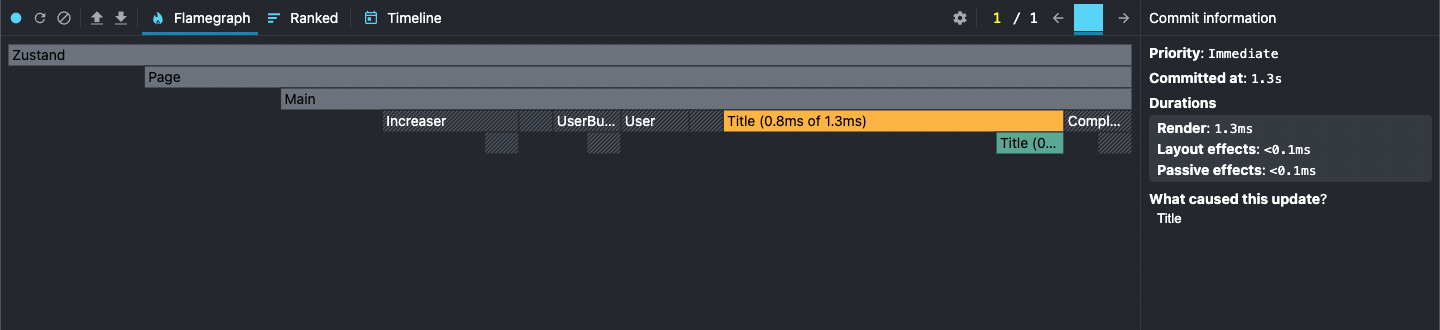 Flamegraph Ranked Timeline 1 / 1 Commit information
Zustand
Page
Main
Increaser UserBu... User Title (0.8ms of 1.3ms) Compl...
Title (0...
Priority: Immediate
Committed at: 1.3s
Durations
Render: 1.3ms
Layout effects: <0.1ms
Passive effects: <0.1ms
What caused this update?
Title